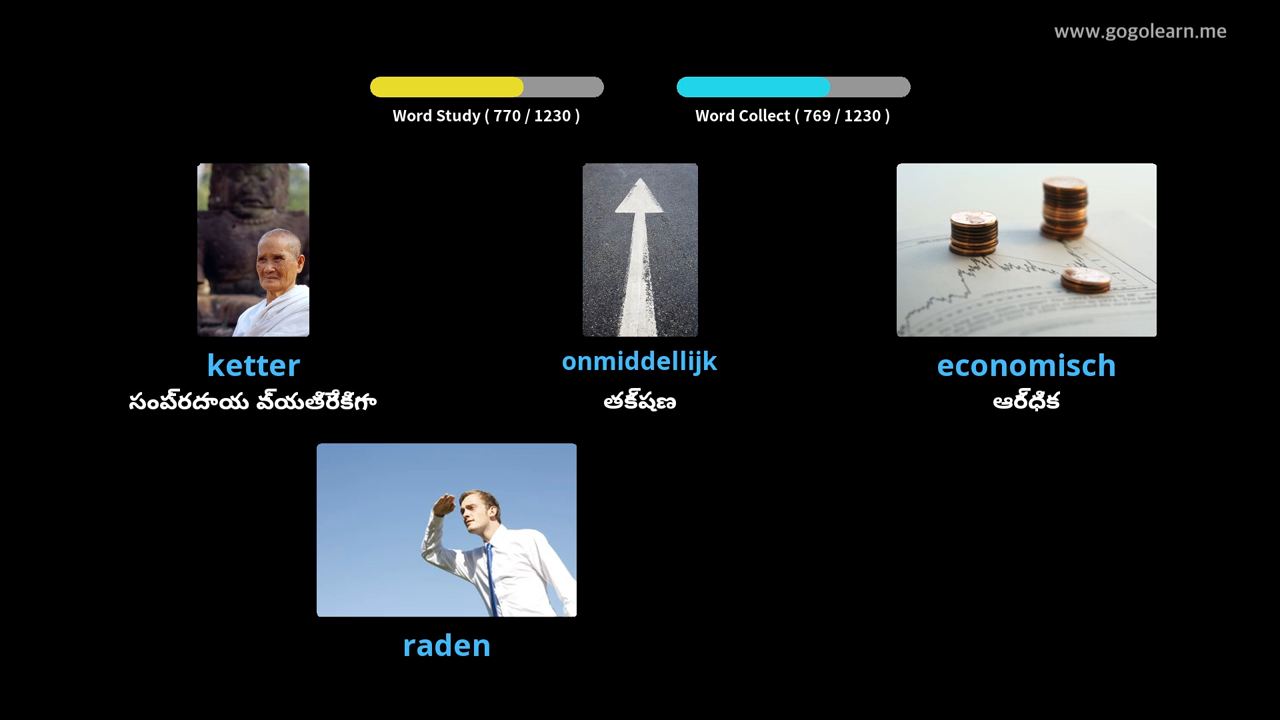 www.gogolearn.me
Word Study ( 770 / 1230 )
Word Collect ( 769 / 1230 )
ketter
onmiddellijk
economisch
సంప్రదాయ వ్యతిరేకిగా
తక్షణ
ఆర్ధిక
raden